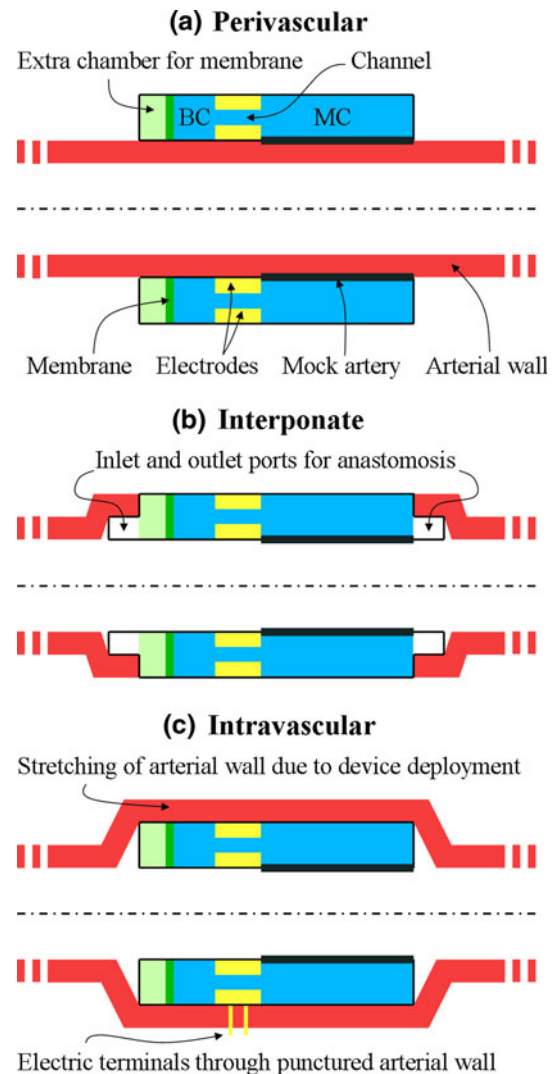 (a) Perivascular
Extra chamber for membrane
Channel
BC
MC
Membrane
Electrodes
Mock artery
Arterial wall
(b) Interponate
Inlet and outlet ports for anastomosis
(c) Intravascular
Stretching of arterial wall due to device deployment
Electric terminals through punctured arterial wall